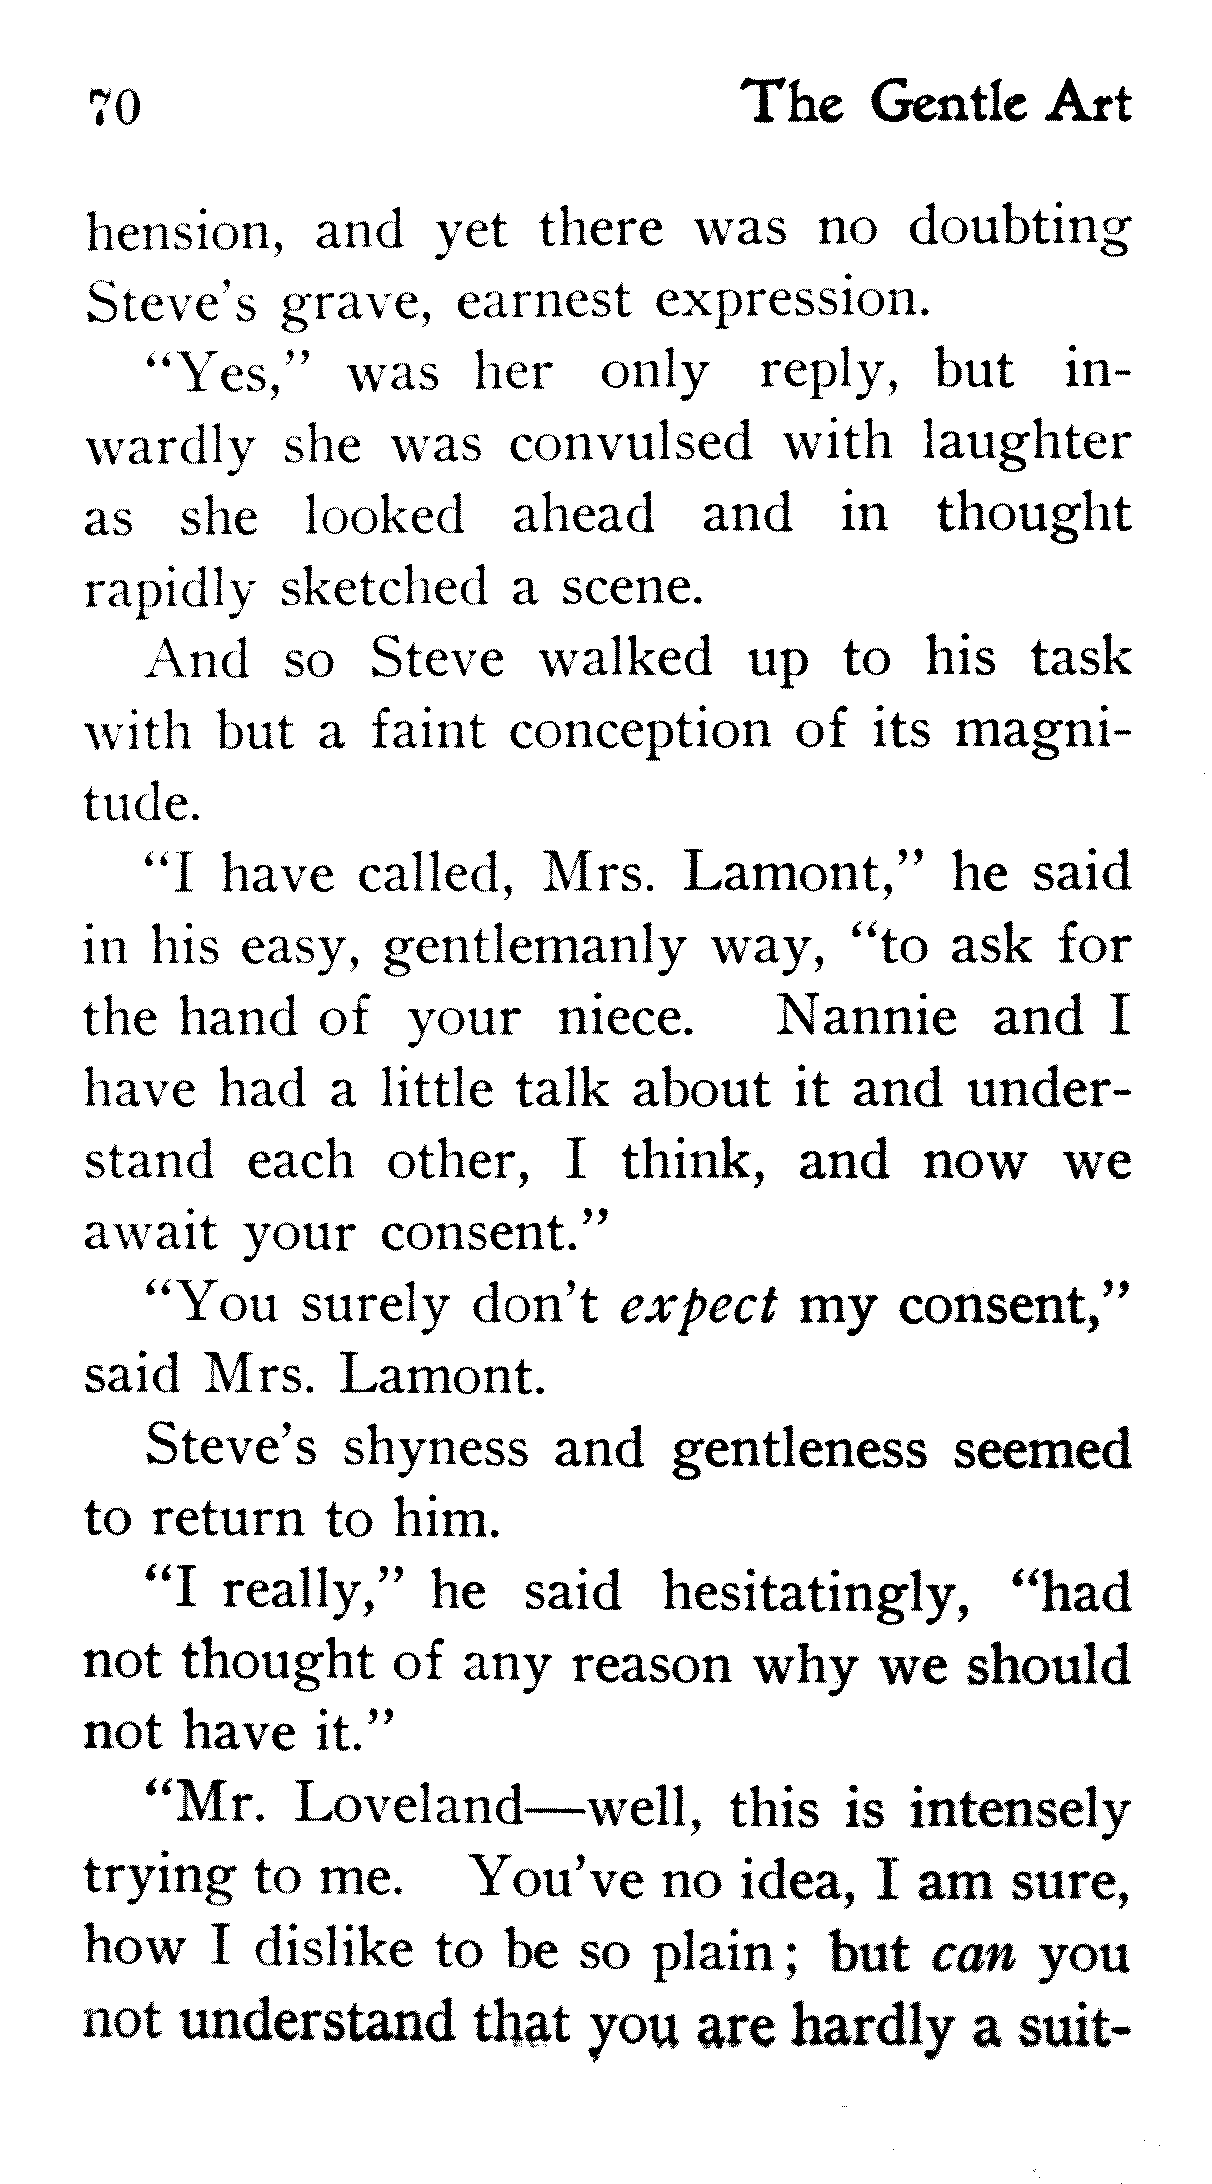 70 The Gentle Art
hension, and yet there was no doubting
Steve's grave, earnest expression.
“Yes,” was her only reply, but in-
wardly she was convulsed with laughter
as she looked ahead and in thought
rapidly sketched a scene.
And so Steve walked up to his task
with but a faint conception of its magni-
tude.
“I have called, Mrs. Lamont,” he said
in his easy, gentlemanly way, “to ask for
the hand of your niece. Nannie and I
have had a little talk about it and under-
stand each other, I think, and now we
await your consent.”
“You surely don't expect my consent,”
said Mrs. Lamont.
Steve's shyness and gentleness seemed
to return to him.
“I really,” he said hesitatingly, “had
not thought of any reason why we should
not have it.”
“Mr. Loveland—well, this is intensely
trying to me. You've no idea, I am sure,
how I dislike to be so plain; but can you
not understand that you are hardly a suit-